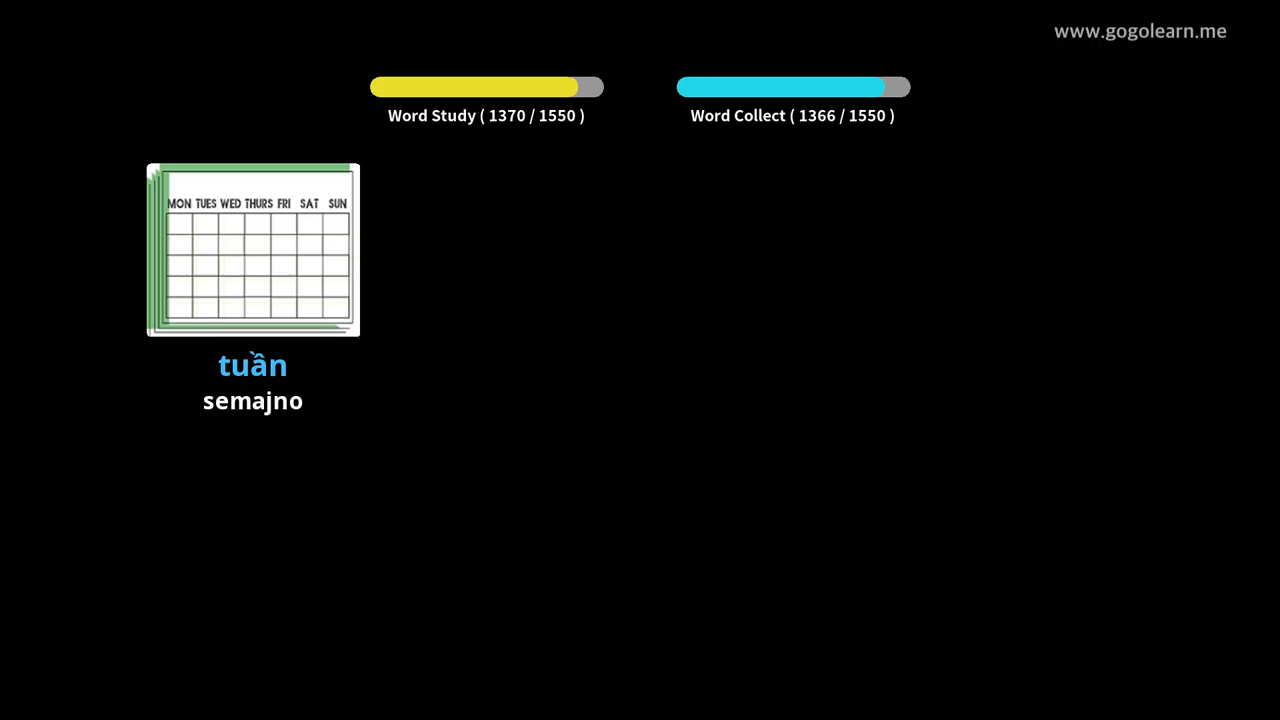 www.gogolearn.me
Word Study ( 1370 / 1550 )
Word Collect ( 1366 / 1550 )
MON TUES WED THURS FRI SAT SUN
tuần
semajno